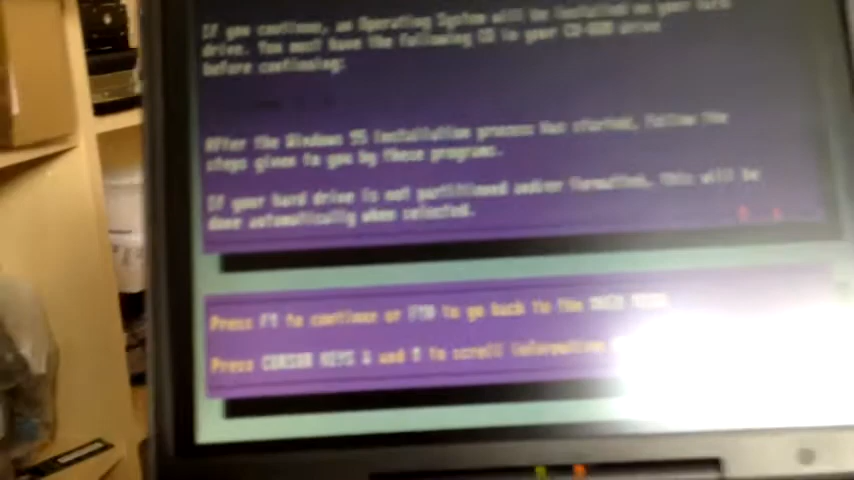 If you continue, an Operating System will be installed on your hard
drive. You must have the following CD in your CD-ROM drive
before continuing:
After the Windows 95 installation process has started, follow the
steps given to you by these programs.
If your hard drive is not partitioned and/or formatted, this will be
done automatically when selected.
Press F1 to continue or F10 to go back to the MAIN MENU
Press CURSOR KEYS ↓ and ↑ to scroll information